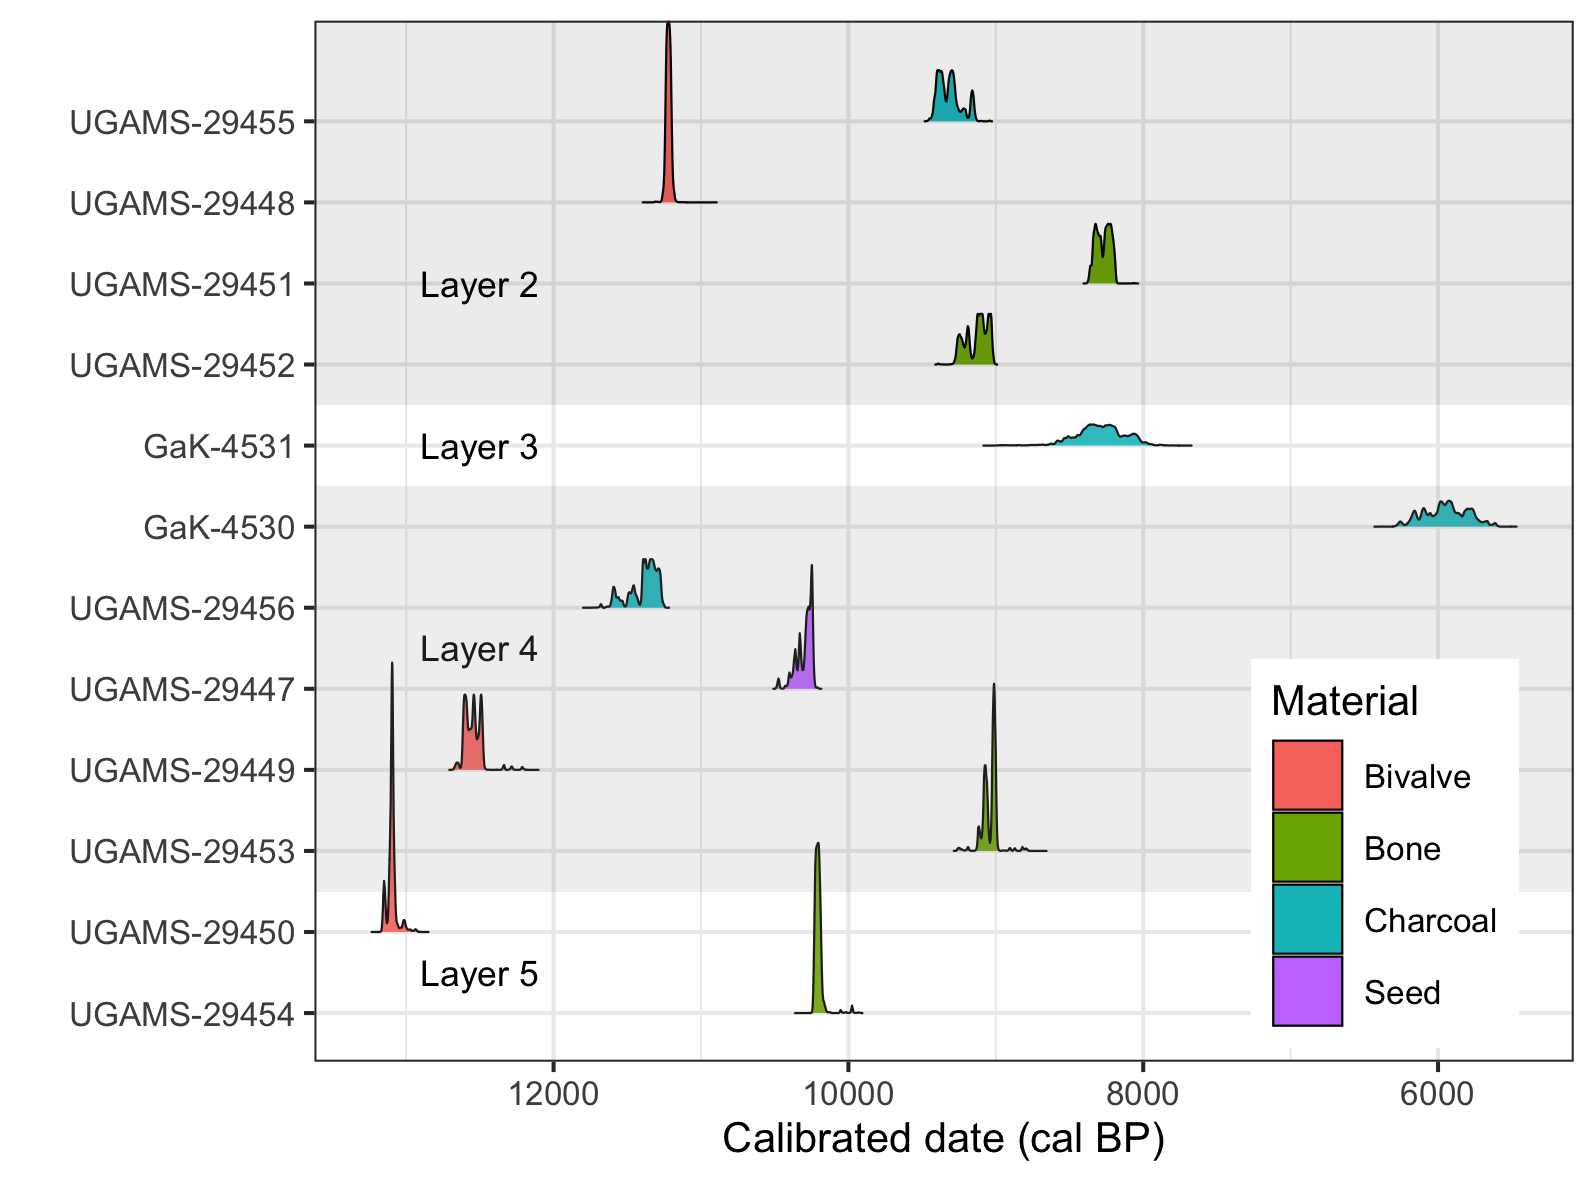 UGAMS-29455
UGAMS-29448
UGAMS-29451
Layer 2
UGAMS-29452
GaK-4531
Layer 3
GaK-4530
UGAMS-29456
Layer 4
UGAMS-29447
UGAMS-29449
UGAMS-29453
UGAMS-29450
Layer 5
UGAMS-29454
Material
Bivalve
Bone
Charcoal
Seed
12000 10000 8000 6000
Calibrated date (cal BP)